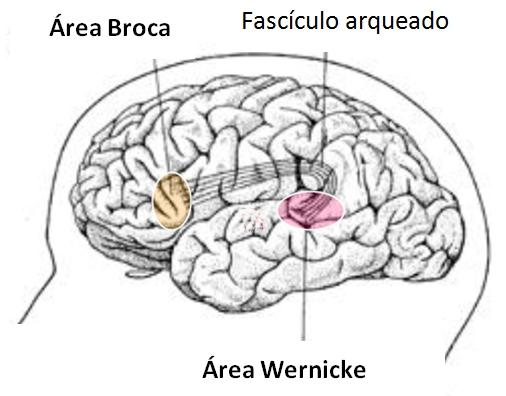 Área Broca
Fascículo arqueado
Área Wernicke